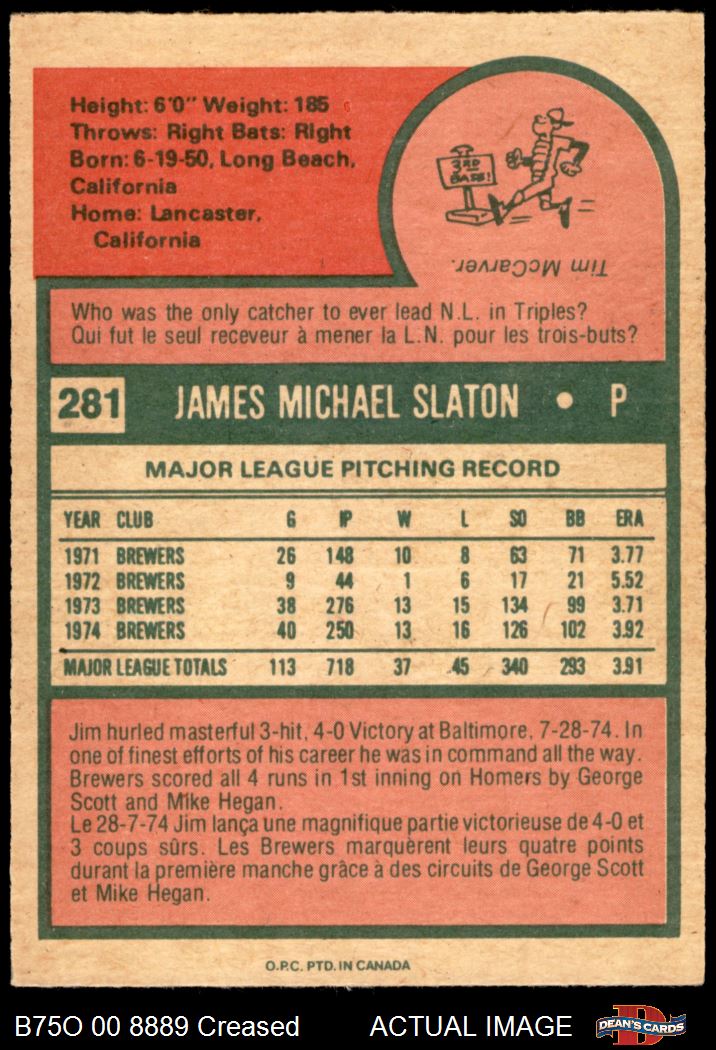 Height: 6'0" Weight: 185
Throws: Right Bats: Right
Born: 6-19-50, Long Beach,
California
Home: Lancaster,
California
3RD
BASE!
Tim McCarver.
Who was the only catcher to ever lead N.L. in Triples?
Qui fut le seul receveur à mener la L.N. pour les trois-buts?
281 JAMES MICHAEL SLATON • P
MAJOR LEAGUE PITCHING RECORD
YEAR CLUB G IP W L SO BB ERA
1971 BREWERS 26 148 10 8 63 71 3.77
1972 BREWERS 9 44 1 6 17 21 5.52
1973 BREWERS 38 276 13 15 134 99 3.71
1974 BREWERS 40 250 13 16 126 102 3.92
MAJOR LEAGUE TOTALS 113 718 37 45 340 293 3.91
Jim hurled masterful 3-hit, 4-0 Victory at Baltimore, 7-28-74. In
one of finest efforts of his career he was in command all the way.
Brewers scored all 4 runs in 1st inning on Homers by George
Scott and Mike Hegan.
Le 28-7-74 Jim lança une magnifique partie victorieuse de 4-0 et
3 coups sûrs. Les Brewers marquèrent leurs quatre points
durant la première manche grâce à des circuits de George Scott
et Mike Hegan.
O.P.C. PTD. IN CANADA
B75O 00 8889 Creased ACTUAL IMAGE DEAN'S CARDS